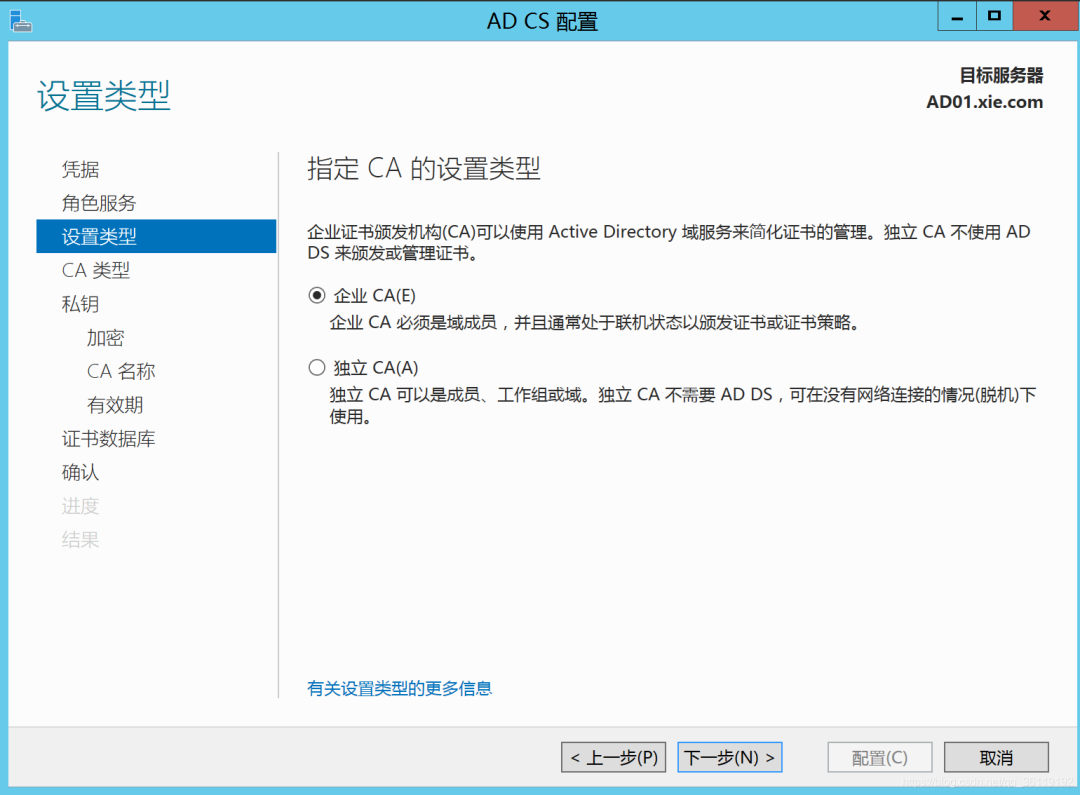 AD CS 配置
设置类型
目标服务器
AD01.xie.com
凭据
角色服务
设置类型
CA 类型
私钥
加密
CA 名称
有效期
证书数据库
确认
进度
结果
指定 CA 的设置类型
企业证书颁发机构(CA)可以使用 Active Directory 域服务来简化证书的管理。独立 CA 不使用 AD
DS 来颁发或管理证书。
企业 CA(E)
企业 CA 必须是域成员，并且通常处于联机状态以颁发证书或证书策略。
独立 CA(A)
独立 CA 可以是成员、工作组或域。独立 CA 不需要 AD DS，可在没有网络连接的情况(脱机)下
使用。
有关设置类型的更多信息
< 上一步(P)
下一步(N) >
配置(C)
取消